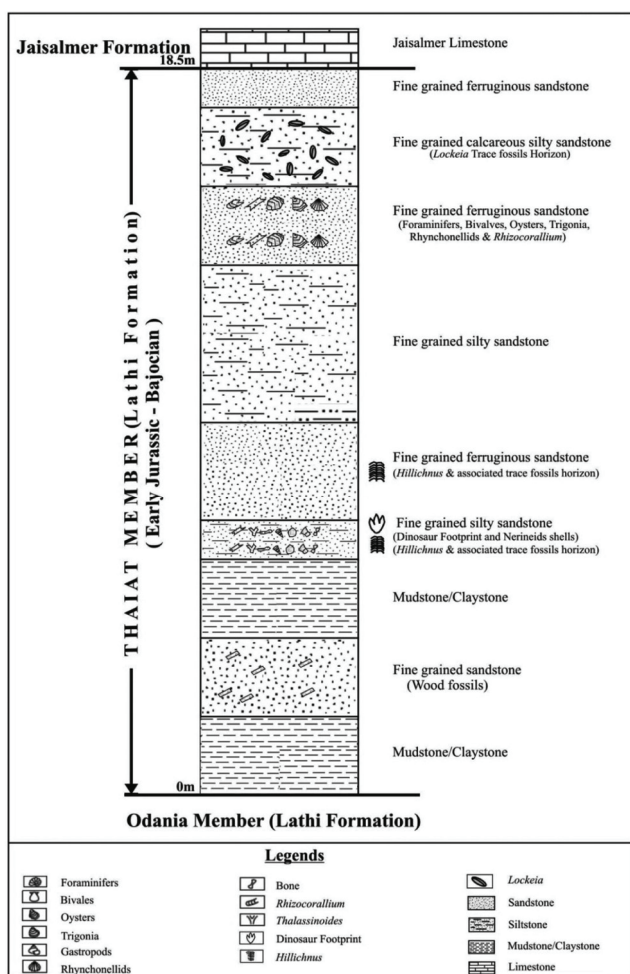 Jaisalmer Formation
18.5m
Jaisalmer Limestone
Fine grained ferruginous sandstone
Fine grained calcareous silty sandstone
(Lockeia Trace fossils Horizon)
Fine grained ferruginous sandstone
(Foraminifers, Bivalves, Oysters, Trigonia,
Rhynchonellids & Rhizocorallium)
Fine grained silty sandstone
Fine grained ferruginous sandstone
(Hillichnus & associated trace fossils horizon)
Fine grained silty sandstone
(Dinosaur Footprint and Nerineids shells)
(Hillichnus & associated trace fossils horizon)
Mudstone/Claystone
Fine grained sandstone
(Wood fossils)
Mudstone/Claystone
THAIAT MEMBER (Lathi Formation)
( Early Jurassic - Bajocian )
0m
Odania Member (Lathi Formation)
Legends
Foraminifers
Bivales
Oysters
Trigonia
Gastropods
Rhynchonellids
Bone
Rhizocorallium
Thalassinoides
Dinosaur Footprint
Hillichnus
Lockeia
Sandstone
Siltstone
Mudstone/Claystone
Limestone